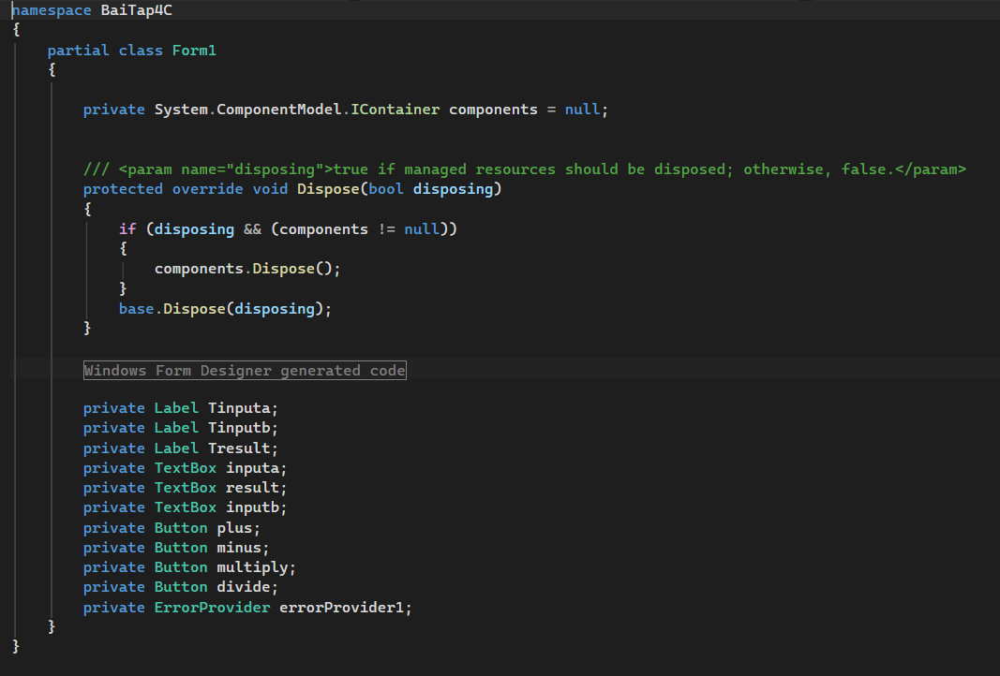 namespace BaiTap4C
{
partial class Form1
{
private System.ComponentModel.IContainer components = null;
/// <param name="disposing">true if managed resources should be disposed; otherwise, false.</param>
protected override void Dispose(bool disposing)
{
if (disposing && (components != null))
{
components.Dispose();
}
base.Dispose(disposing);
}
Windows Form Designer generated code
private Label Tinputa;
private Label Tinputb;
private Label Tresult;
private TextBox inputa;
private TextBox result;
private TextBox inputb;
private Button plus;
private Button minus;
private Button multiply;
private Button divide;
private ErrorProvider errorProvider1;
}
}